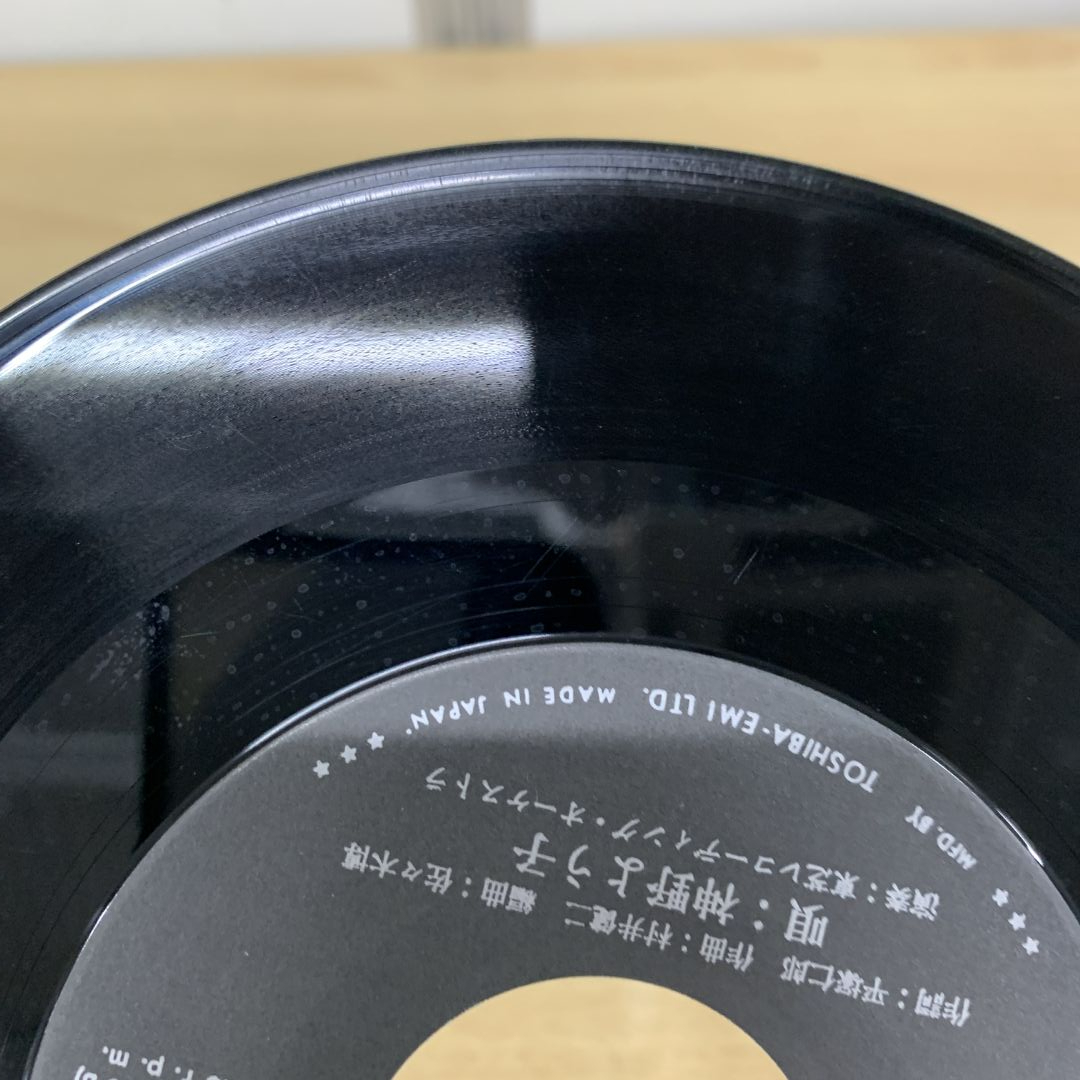 作詞：平塚仁郎 作曲：村井健二 編曲：佐々木博
唄：神野よう子
演奏：東芝レコーディング・オーケストラ
★★★ MFD. BY TOSHIBA-EMI LTD. MADE IN JAPAN. ★★★
r. p. m.